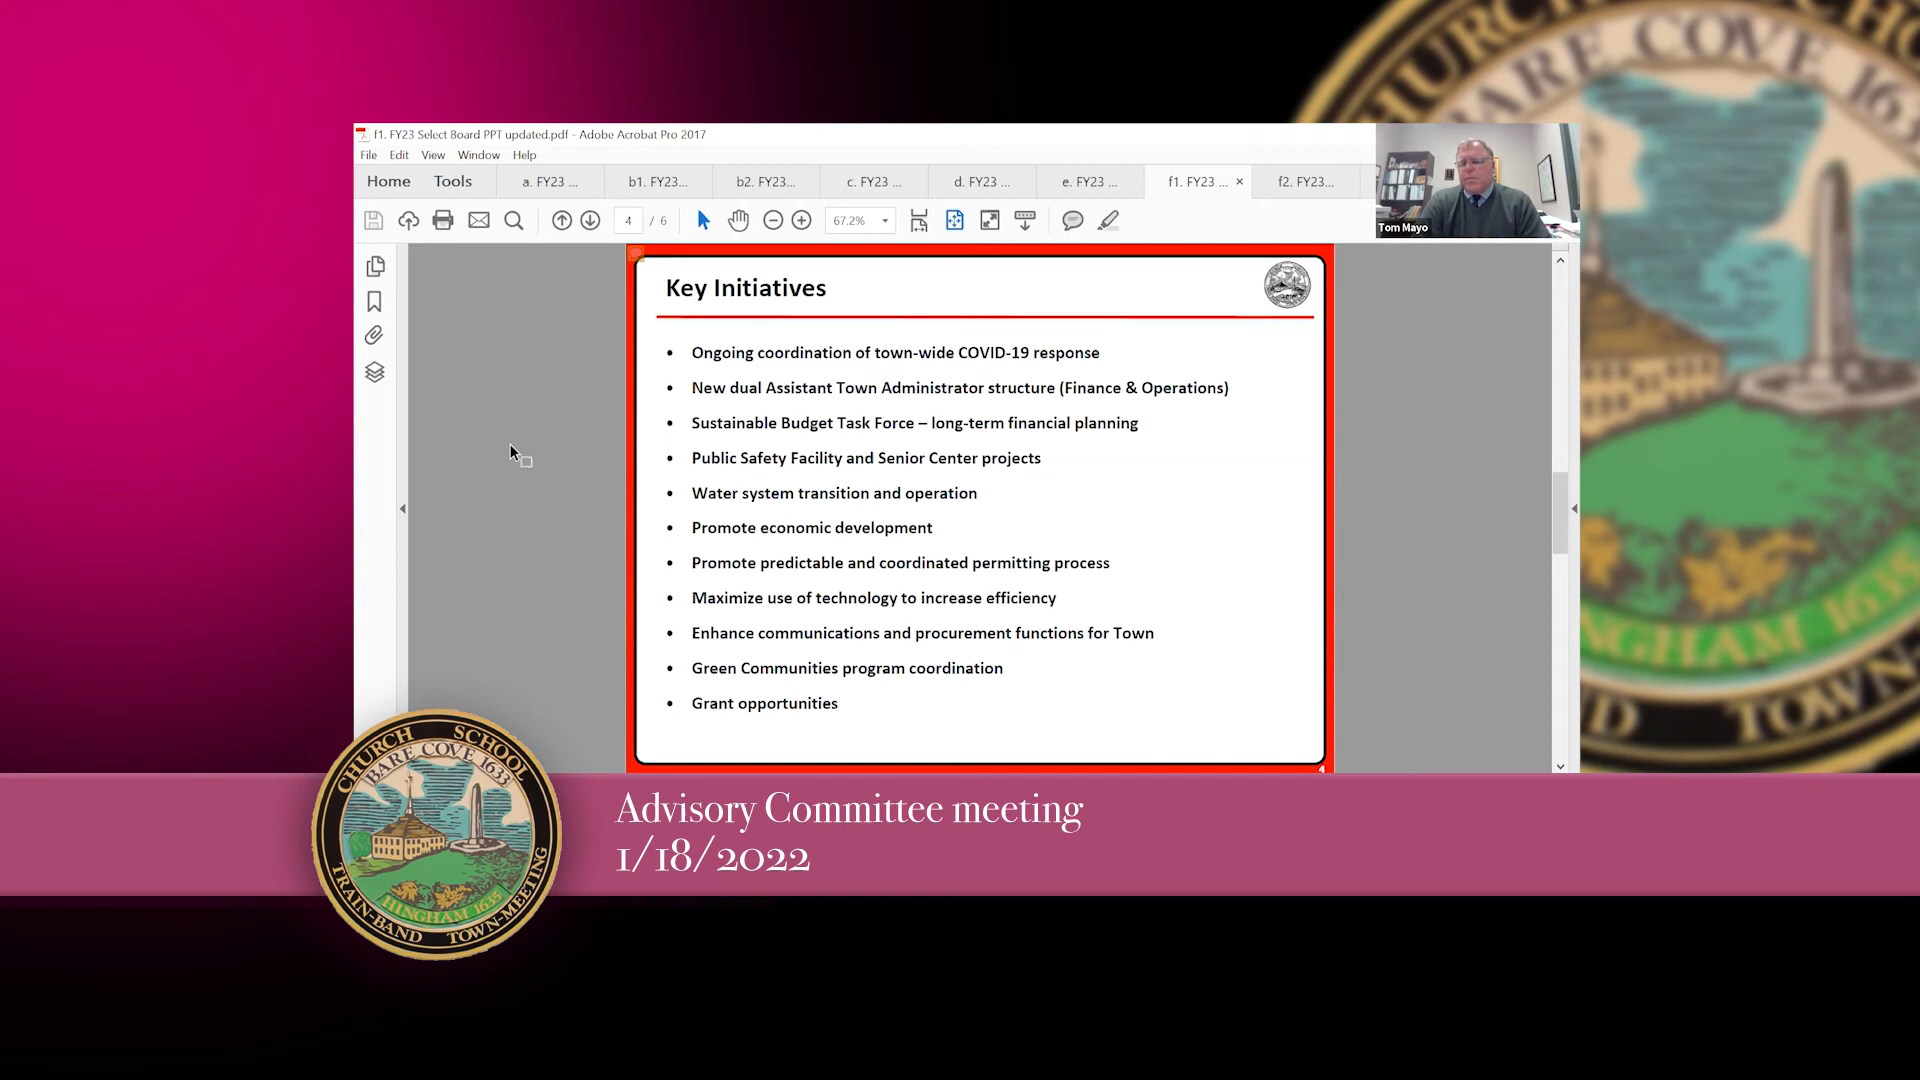 f1. FY23 Select Board PPT updated.pdf - Adobe Acrobat Pro 2017
File Edit View Window Help
Home Tools a. FY23 ... b1. FY23... b2. FY23... c. FY23 ... d. FY23 ... e. FY23 ... f1. FY23 ... × f2. FY23...
4 / 6 67.2%
Tom Mayo
Key Initiatives
• Ongoing coordination of town-wide COVID-19 response
• New dual Assistant Town Administrator structure (Finance & Operations)
• Sustainable Budget Task Force – long-term financial planning
• Public Safety Facility and Senior Center projects
• Water system transition and operation
• Promote economic development
• Promote predictable and coordinated permitting process
• Maximize use of technology to increase efficiency
• Enhance communications and procurement functions for Town
• Green Communities program coordination
• Grant opportunities
4
Advisory Committee meeting
1/18/2022
CHURCH SCHOOL
BARE COVE 1633
HINGHAM 1635
TRAIN-BAND TOWN-MEETING